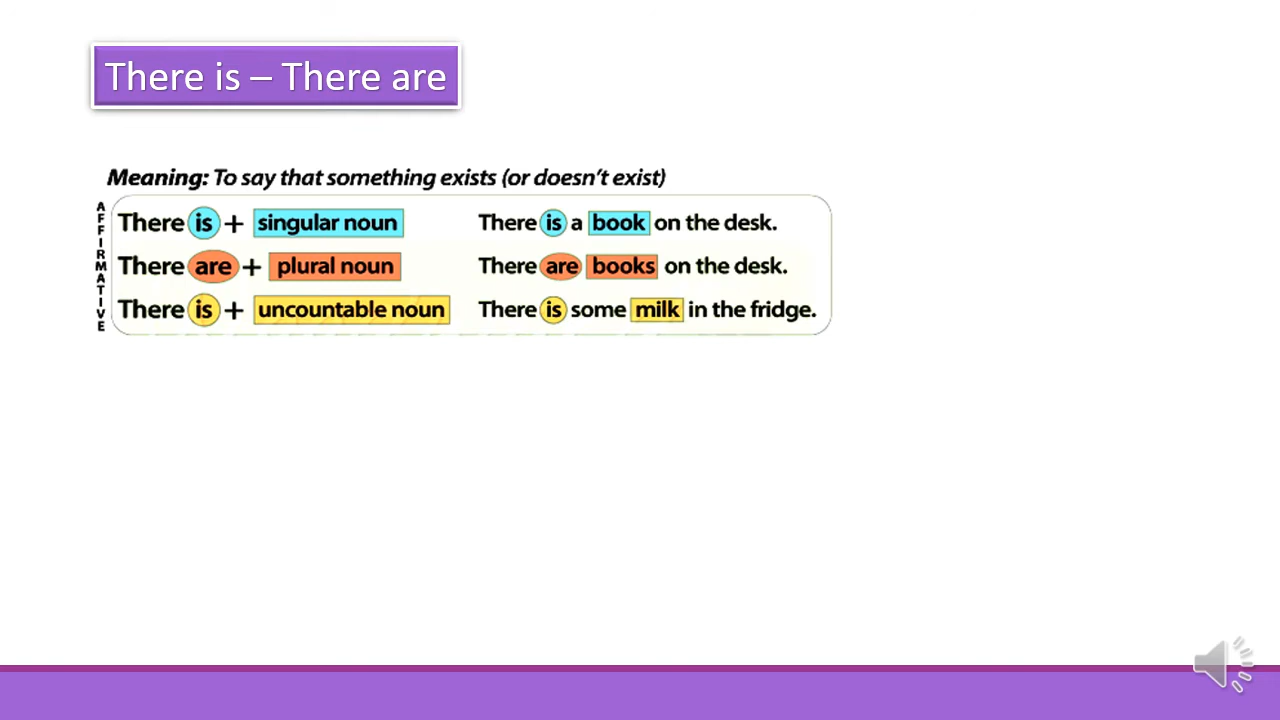 There is – There are
Meaning: To say that something exists (or doesn't exist)
AFFIRMATIVE
There is + singular noun There is a book on the desk.
There are + plural noun There are books on the desk.
There is + uncountable noun There is some milk in the fridge.